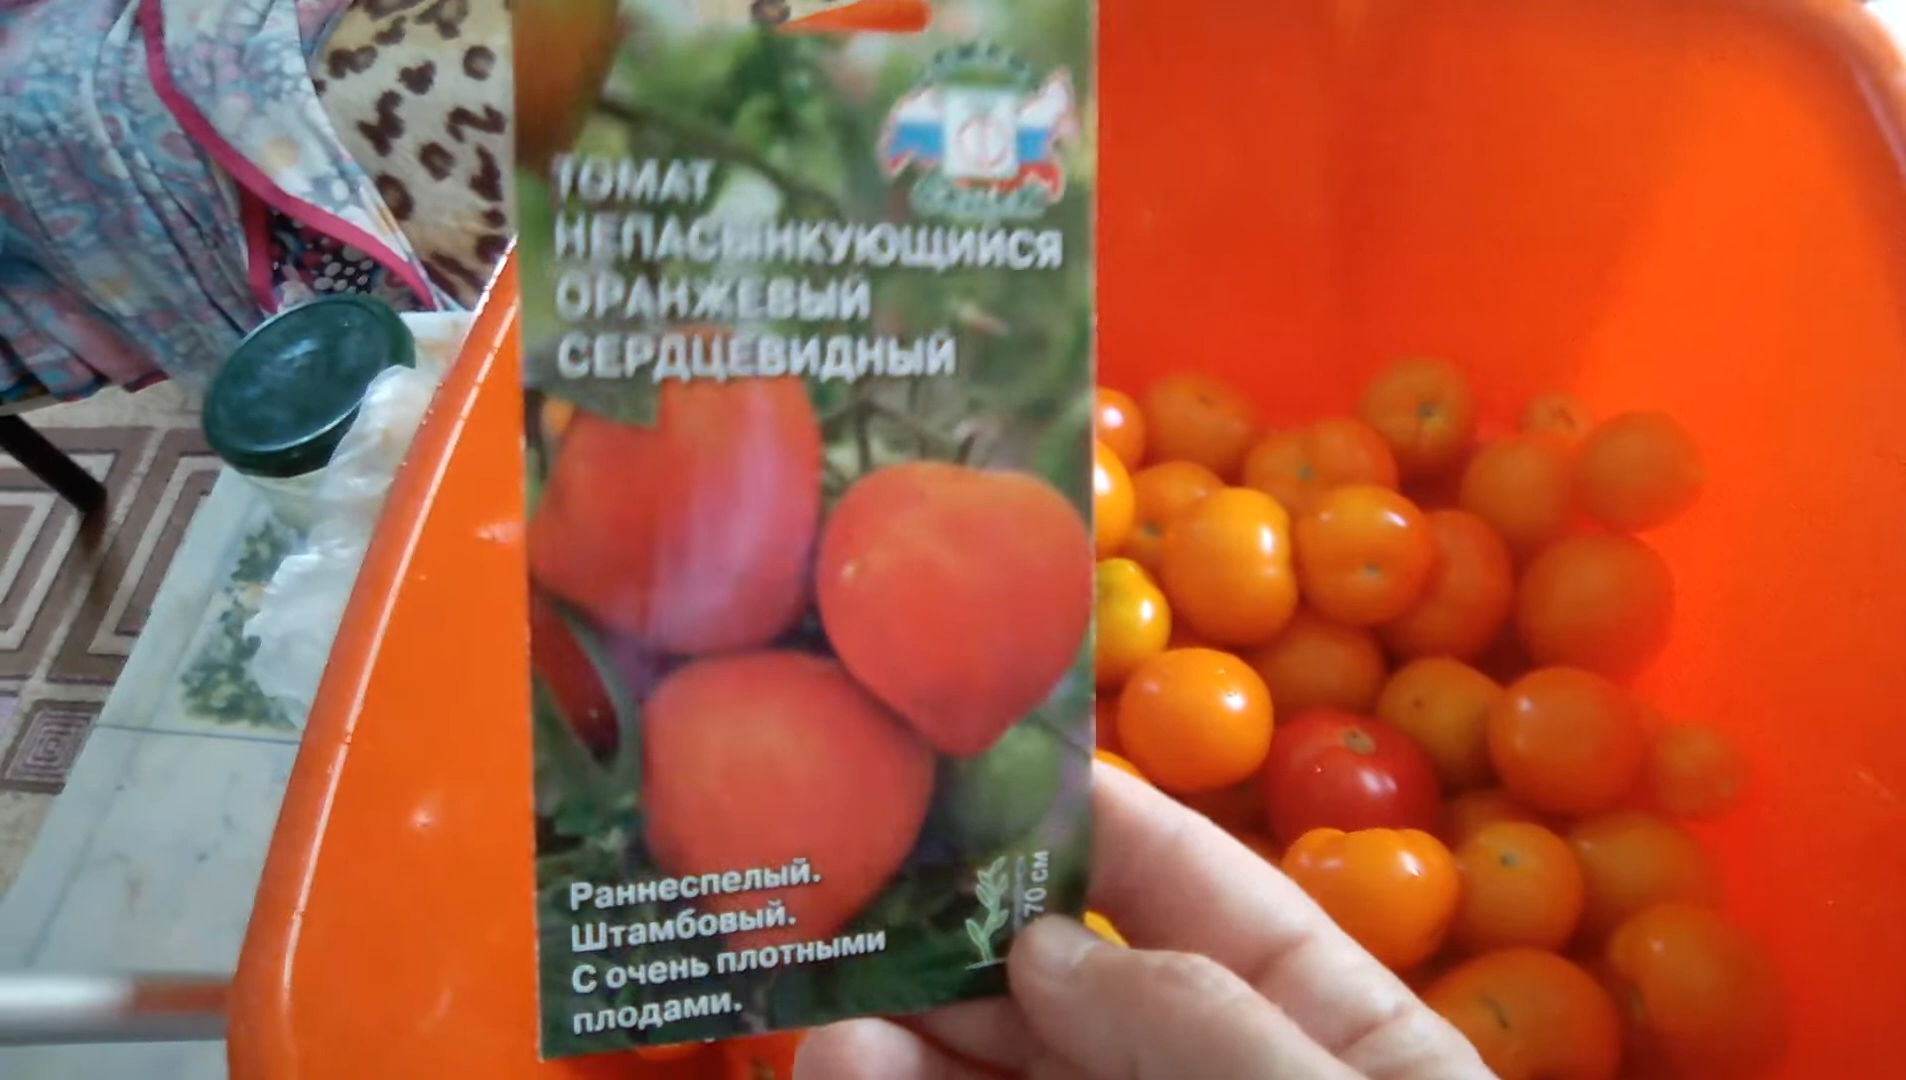 ТОМАТ
НЕПАСЫНКУЮЩИЙСЯ
ОРАНЖЕВЫЙ
СЕРДЦЕВИДНЫЙ
Раннеспелый.
Штамбовый.
С очень плотными
плодами.
70 см